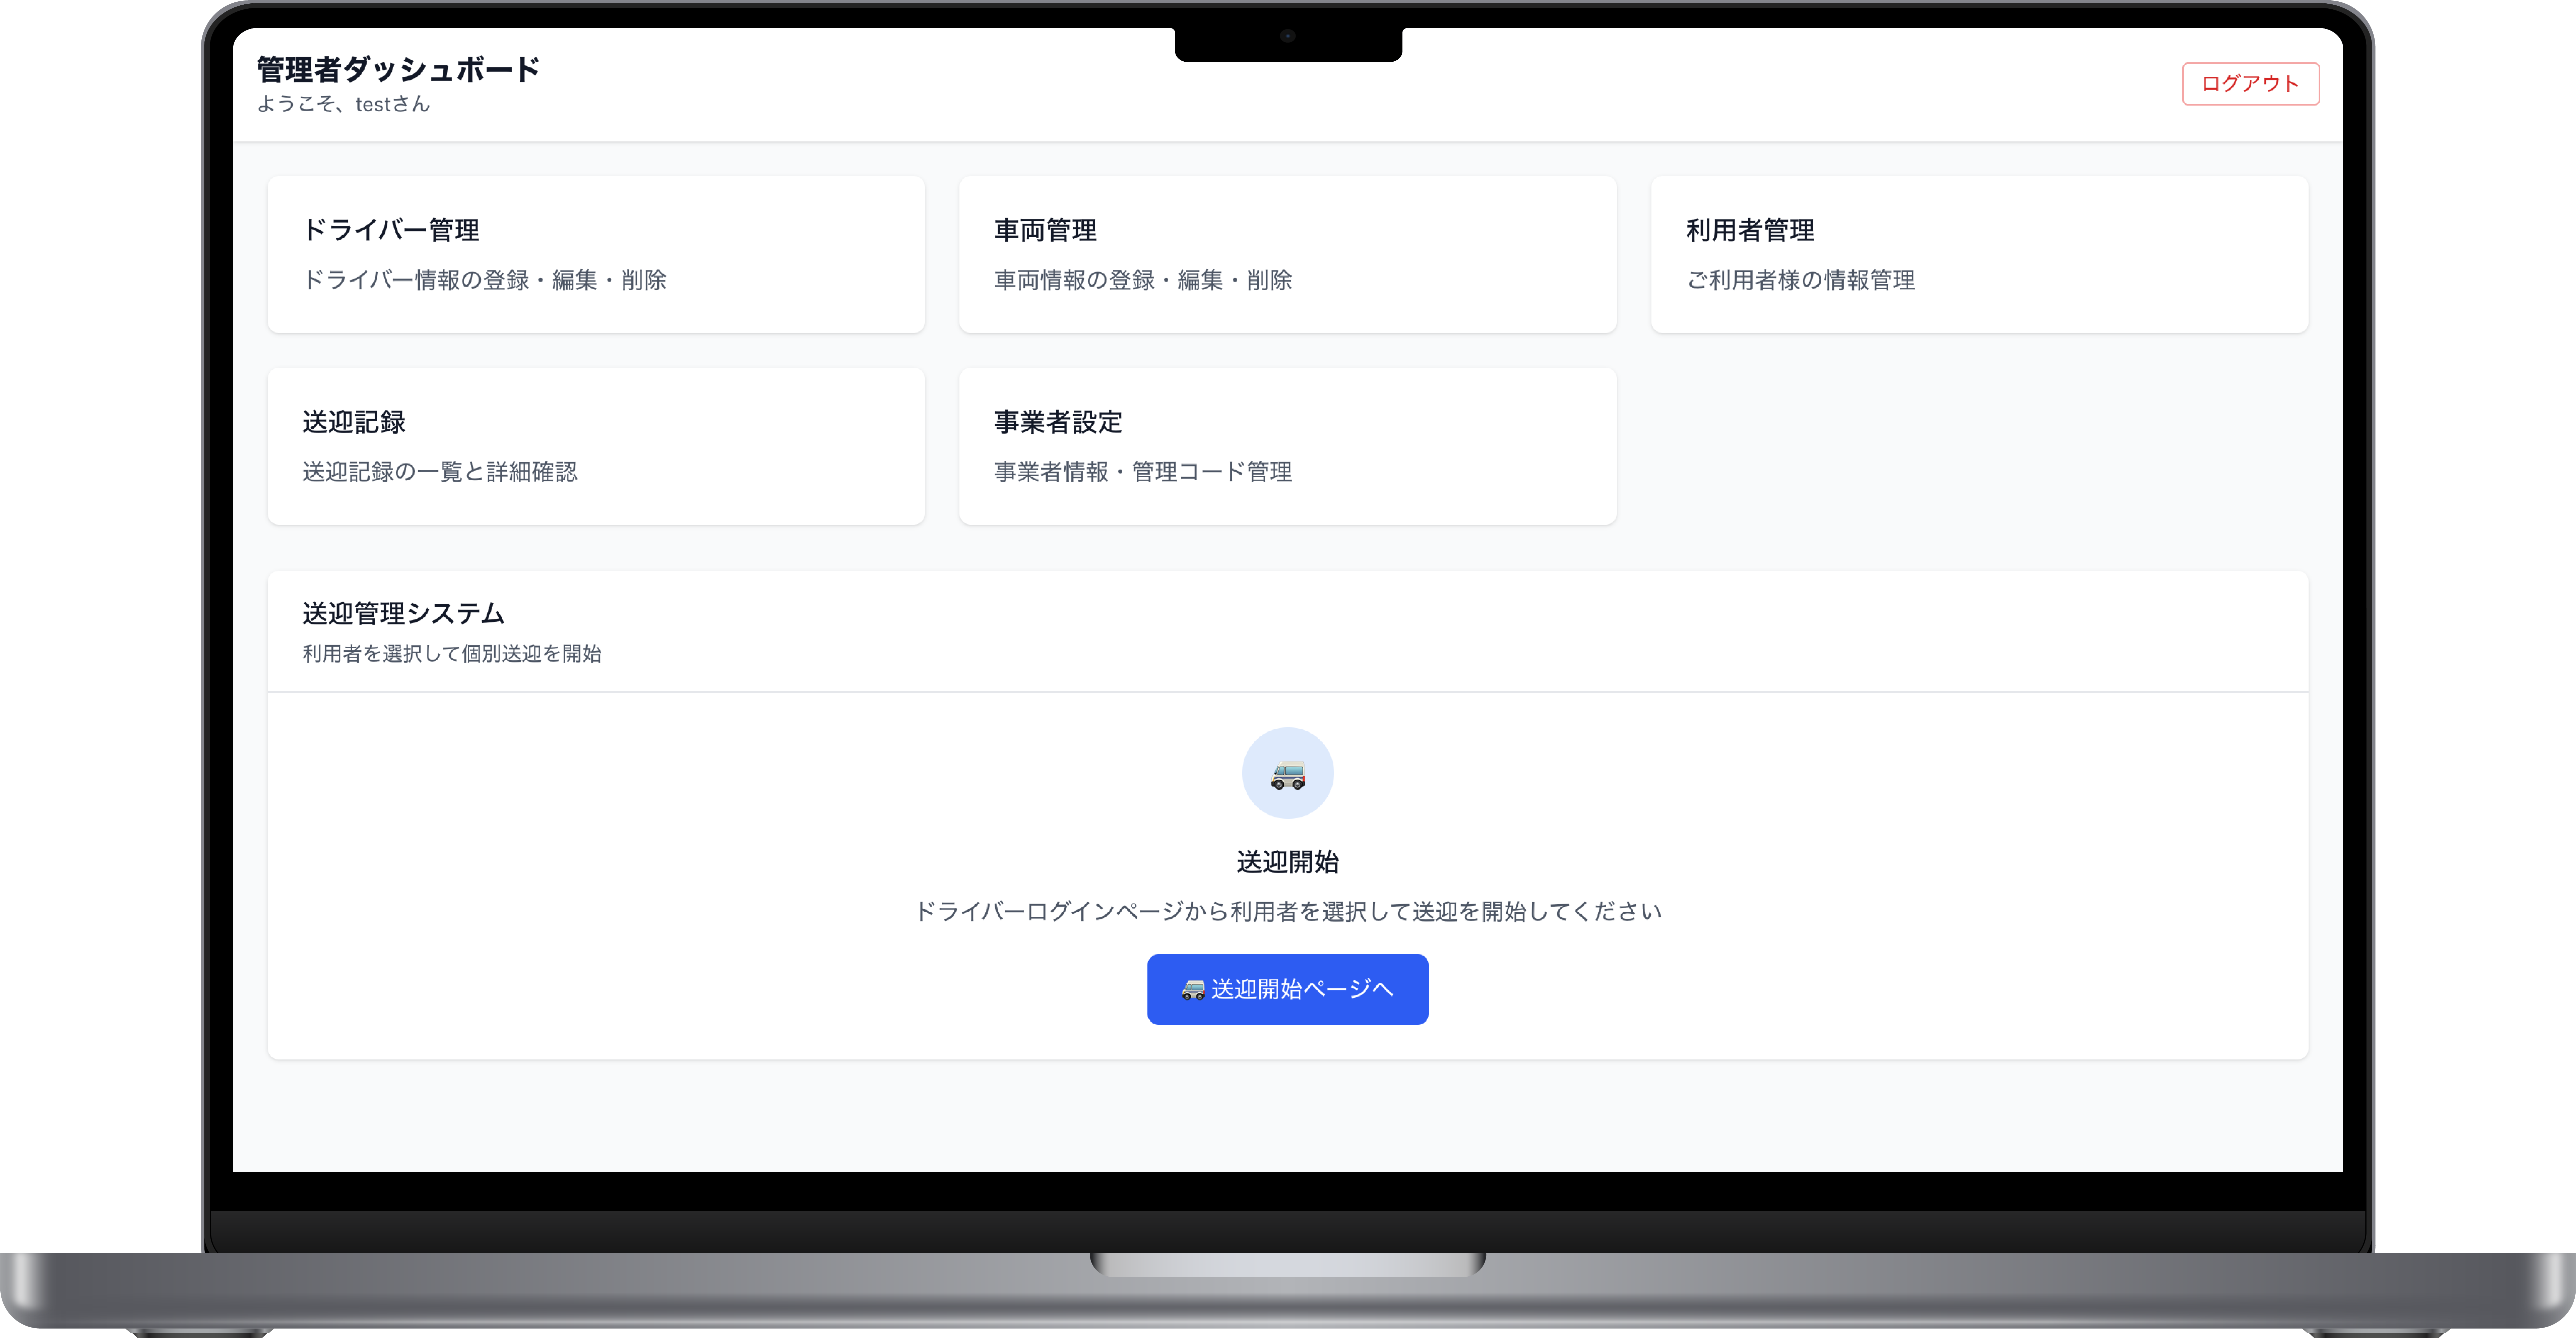 管理者ダッシュボード
ようこそ、testさん
ログアウト
ドライバー管理
ドライバー情報の登録・編集・削除
車両管理
車両情報の登録・編集・削除
利用者管理
ご利用者様の情報管理
送迎記録
送迎記録の一覧と詳細確認
事業者設定
事業者情報・管理コード管理
送迎管理システム
利用者を選択して個別送迎を開始
送迎開始
ドライバーログインページから利用者を選択して送迎を開始してください
送迎開始ページへ